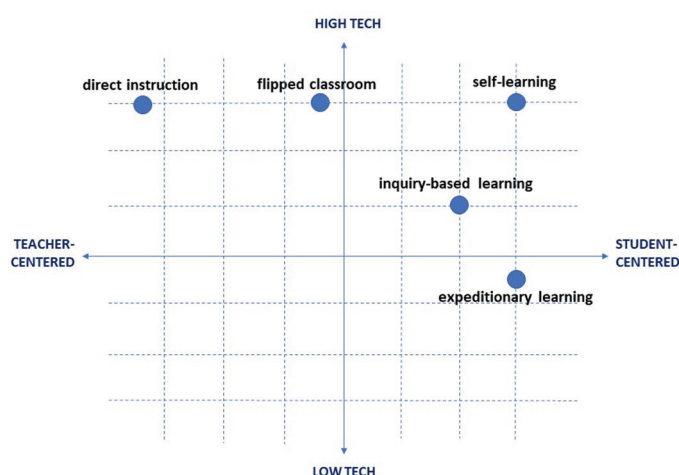 HIGH TECH
direct instruction
flipped classroom
self-learning
inquiry-based learning
TEACHER-
CENTERED
STUDENT-
CENTERED
expeditionary learning
LOW TECH